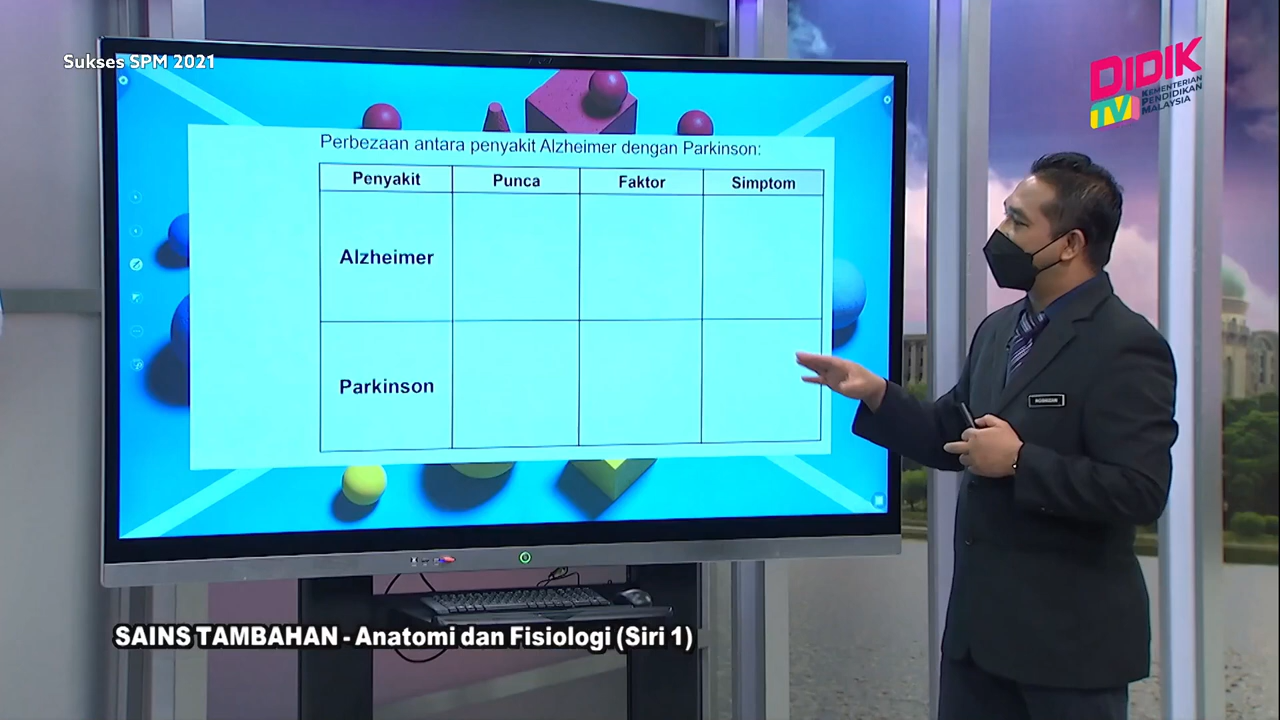 Sukses SPM 2021
DIDIK
TV
KEMENTERIAN
PENDIDIKAN
MALAYSIA
Perbezaan antara penyakit Alzheimer dengan Parkinson:
Penyakit Punca Faktor Simptom
Alzheimer
Parkinson
SAINS TAMBAHAN - Anatomi dan Fisiologi (Siri 1)